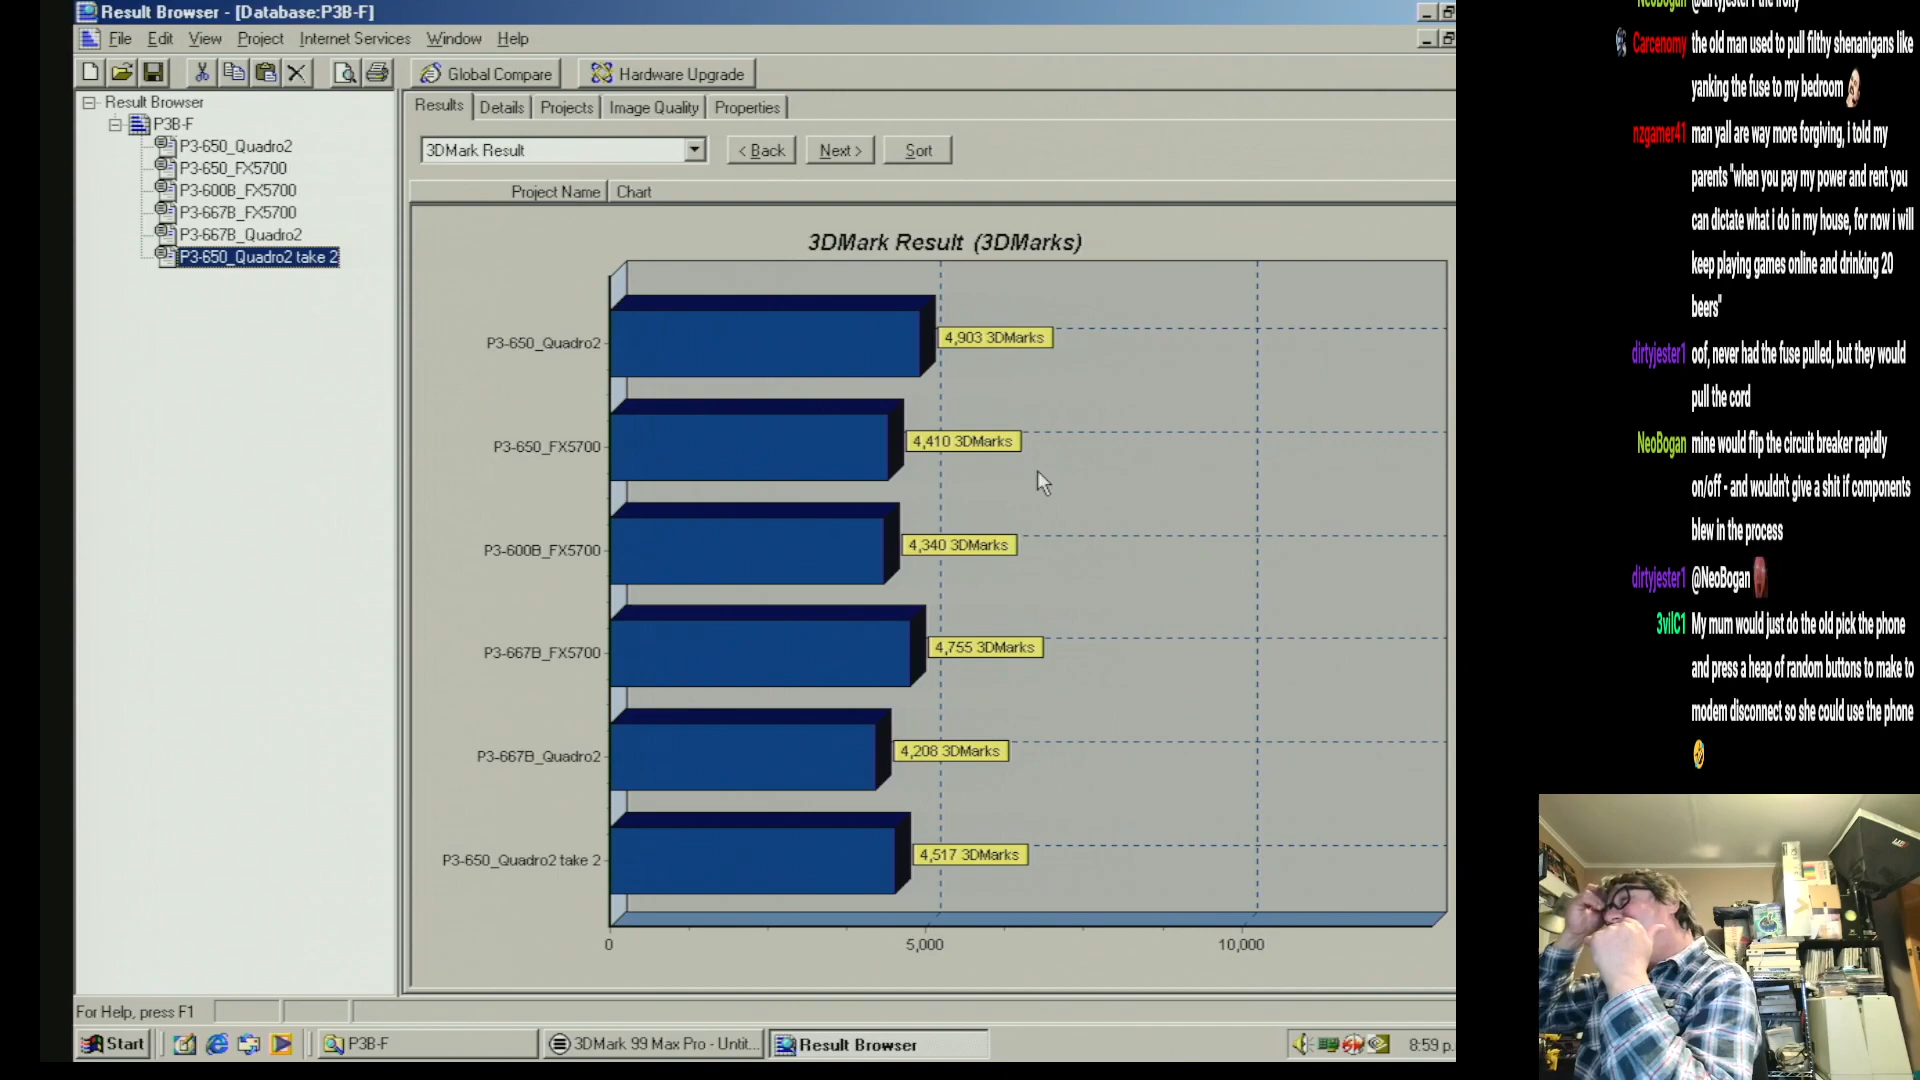 Result Browser - [Database:P3B-F]
File Edit View Project Internet Services Window Help
Global Compare Hardware Upgrade
Result Browser
P3B-F
P3-650_Quadro2
P3-650_FX5700
P3-600B_FX5700
P3-667B_FX5700
P3-667B_Quadro2
P3-650_Quadro2 take 2
Results Details Projects Image Quality Properties
3DMark Result < Back Next > Sort
Project Name Chart
3DMark Result (3DMarks)
P3-650_Quadro2 4,903 3DMarks
P3-650_FX5700 4,410 3DMarks
P3-600B_FX5700 4,340 3DMarks
P3-667B_FX5700 4,755 3DMarks
P3-667B_Quadro2 4,208 3DMarks
P3-650_Quadro2 take 2 4,517 3DMarks
0 5,000 10,000
For Help, press F1
Start P3B-F 3DMark 99 Max Pro - Untit... Result Browser 8:59 p.
NeoBogan @dirtyjester1 the irony
Carcenomy the old man used to pull filthy shenanigans like
yanking the fuse to my bedroom
nzgamer41 man yall are way more forgiving, i told my
parents "when you pay my power and rent you
can dictate what i do in my house, for now i will
keep playing games online and drinking 20
beers"
dirtyjester1 oof, never had the fuse pulled, but they would
pull the cord
NeoBogan mine would flip the circuit breaker rapidly
on/off - and wouldn't give a shit if components
blew in the process
dirtyjester1 @NeoBogan
3vilC1 My mum would just do the old pick the phone
and press a heap of random buttons to make to
modem disconnect so she could use the phone